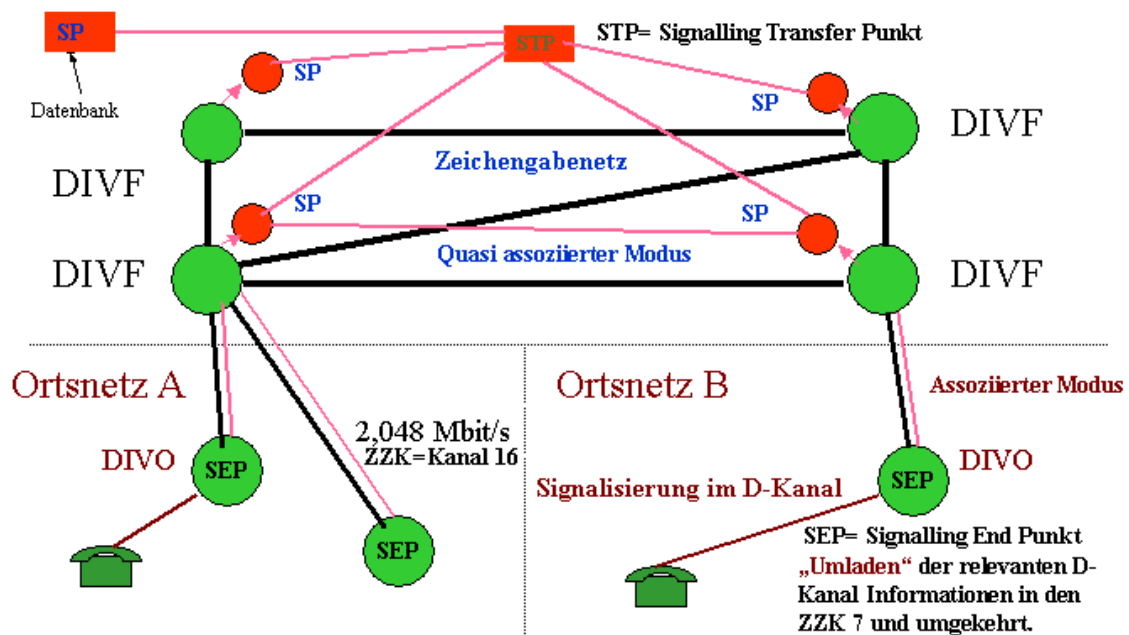 SP
STP
STP= Signalling Transfer Punkt
Datenbank
SP
SP
DIVF
DIVF
Zeichengabenetz
SP
SP
DIVF
Quasi assoziierter Modus
DIVF
Ortsnetz A
Ortsnetz B
Assoziierter Modus
2,048 Mbit/s
ZZK=Kanal 16
DIVO
SEP
Signalisierung im D-Kanal
SEP
DIVO
SEP
SEP= Signalling End Punkt
„Umladen“ der relevanten D-
Kanal Informationen in den
ZZK 7 und umgekehrt.